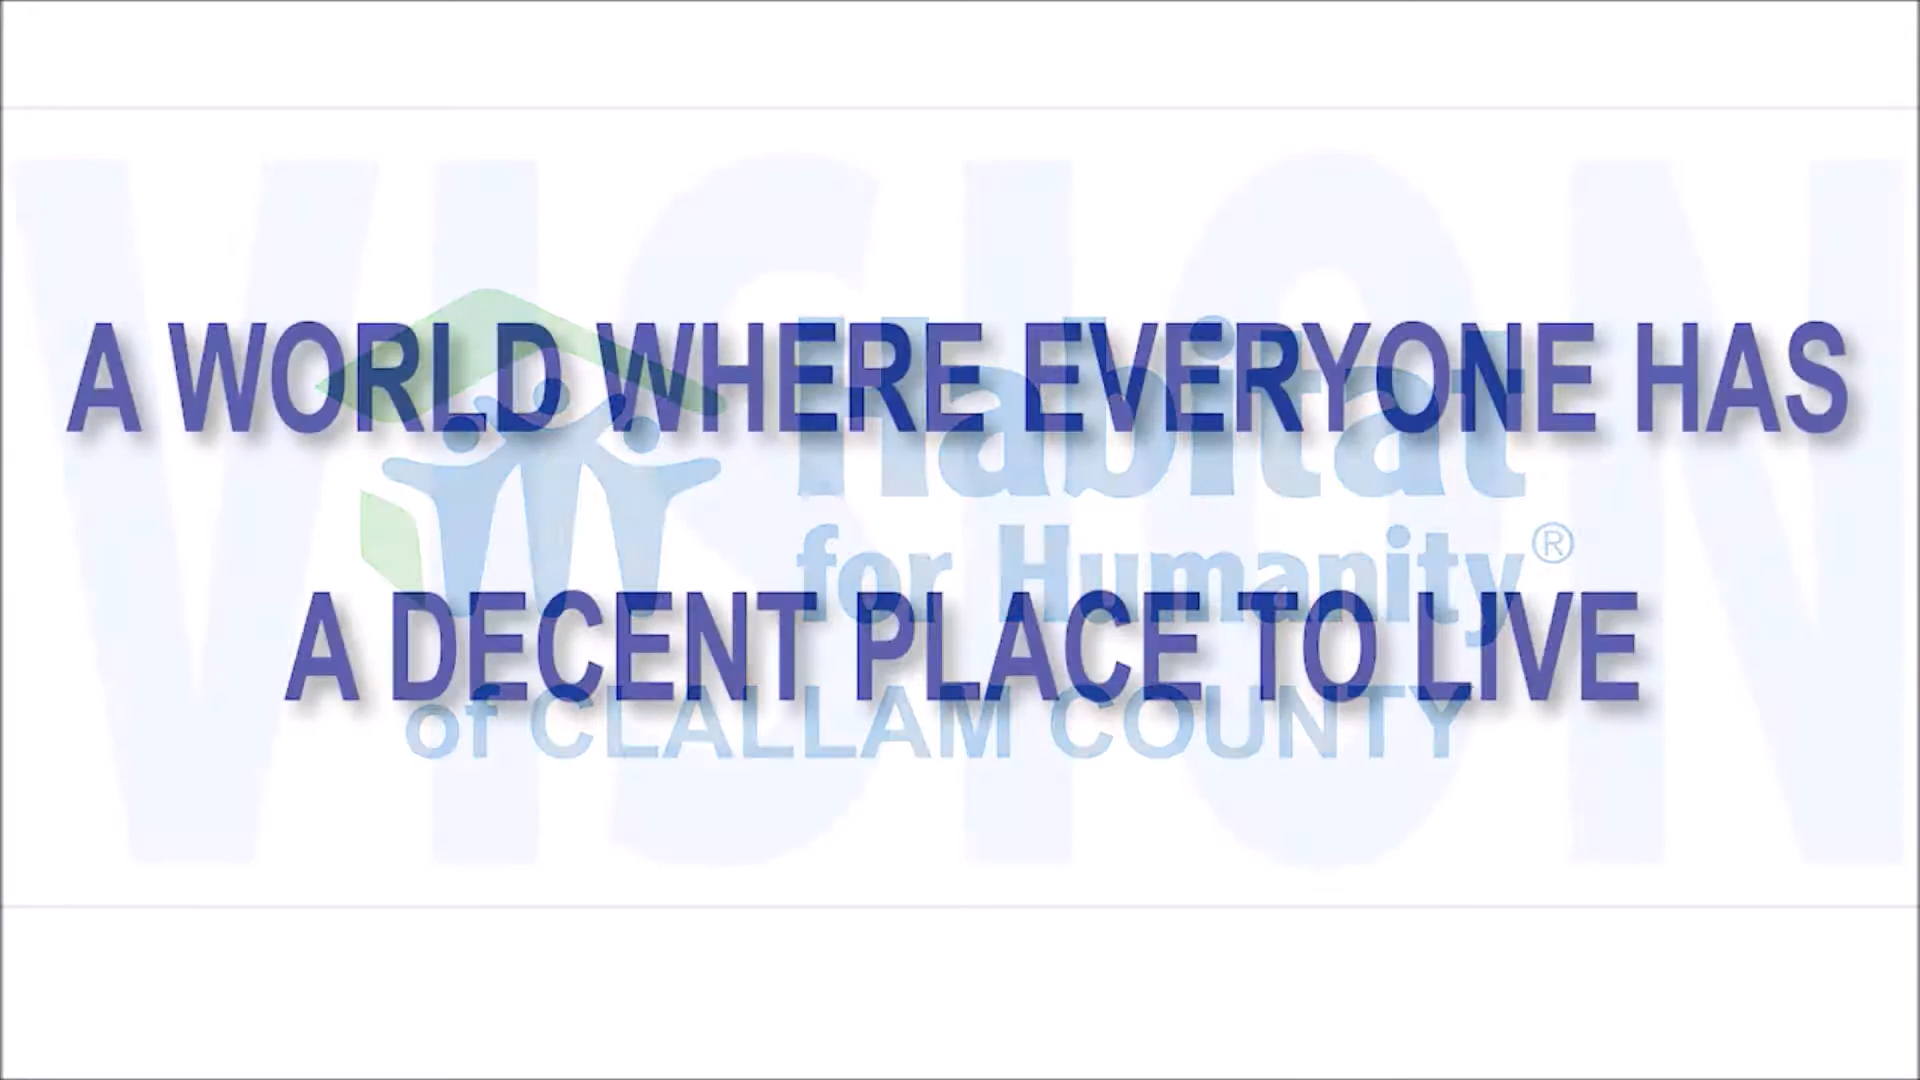 VISION
A WORLD WHERE EVERYONE HAS
Habitat
for Humanity®
A DECENT PLACE TO LIVE
of CLALLAM COUNTY